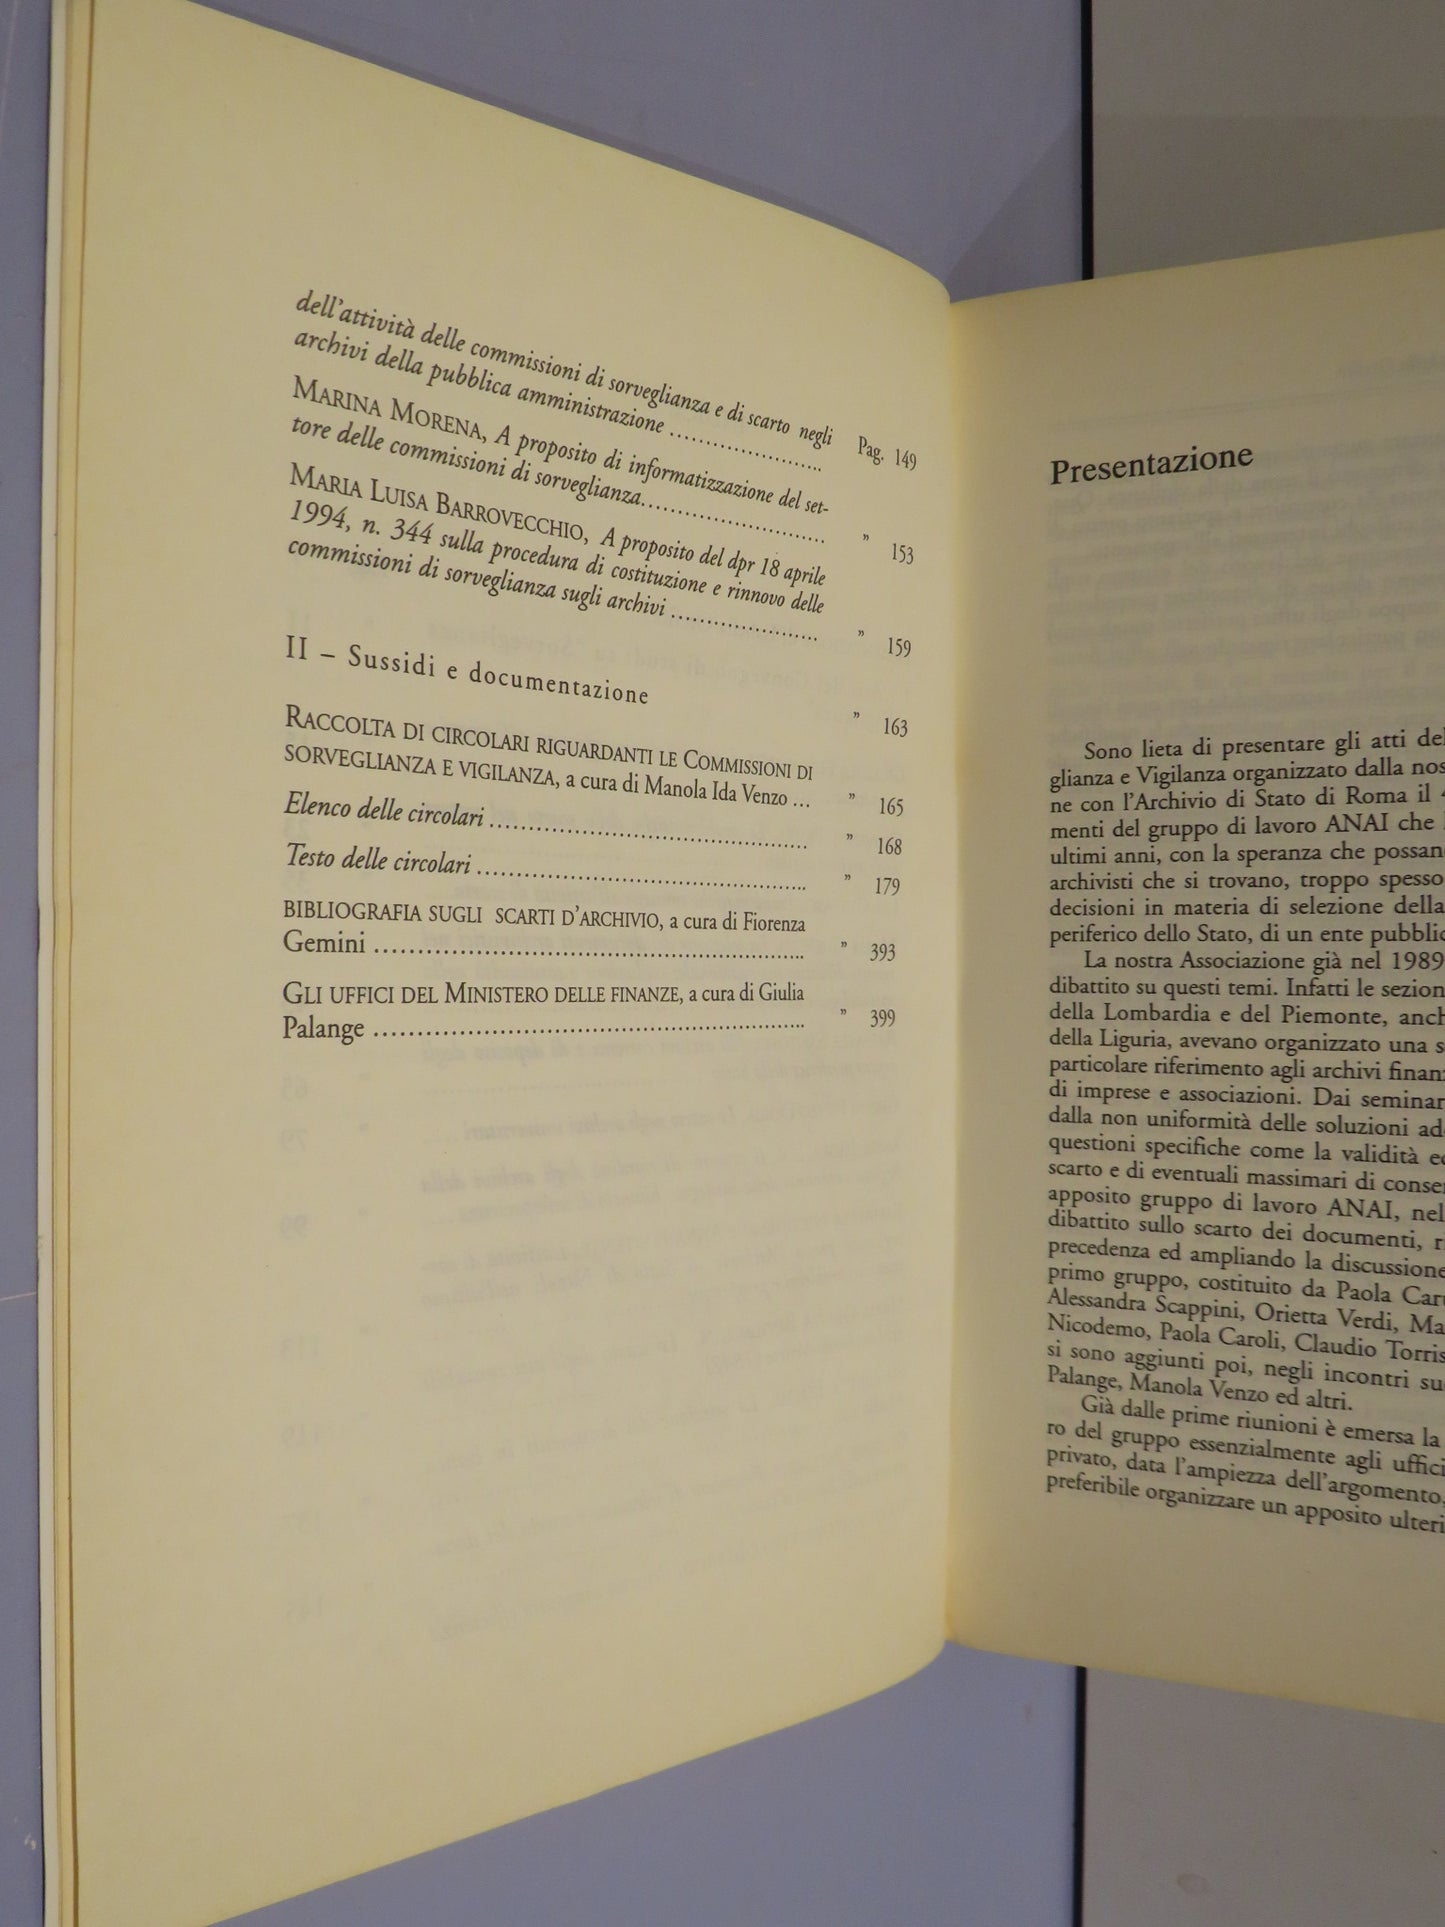 dell'attività delle commissioni di sorveglianza e di scarto negli
archivi della pubblica amministrazione .................... Pag. 149
MARINA MORENA, A proposito di informatizzazione del set-
tore delle commissioni di sorveglianza......................... ” 153
MARIA LUISA BARROVECCHIO, A proposito del dpr 18 aprile
1994, n. 344 sulla procedura di costituzione e rinnovo delle
commissioni di sorveglianza sugli archivi .................... ” 159
II – Sussidi e documentazione ” 163
RACCOLTA DI CIRCOLARI RIGUARDANTI LE COMMISSIONI DI
SORVEGLIANZA E VIGILANZA, a cura di Manola Ida Venzo ... ” 165
Elenco delle circolari ................................................ ” 168
Testo delle circolari .................................................. ” 179
BIBLIOGRAFIA SUGLI SCARTI D'ARCHIVIO, a cura di Fiorenza
Gemini ................................................................ ” 393
GLI UFFICI DEL MINISTERO DELLE FINANZE, a cura di Giulia
Palange ................................................................ ” 399
Presentazione
Sono lieta di presentare gli atti del
glianza e Vigilanza organizzato dalla nos
ne con l'Archivio di Stato di Roma il
menti del gruppo di lavoro ANAI che
ultimi anni, con la speranza che possan
archivisti che si trovano, troppo spesso
decisioni in materia di selezione della
periferico dello Stato, di un ente pubblic
La nostra Associazione già nel 1989
dibattito su questi temi. Infatti le sezion
della Lombardia e del Piemonte, anch
della Liguria, avevano organizzato una s
particolare riferimento agli archivi finan
di imprese e associazioni. Dai seminar
dalla non uniformità delle soluzioni ad
questioni specifiche come la validità ed
scarto e di eventuali massimari di conser
apposito gruppo di lavoro ANAI, nel
dibattito sullo scarto dei documenti, r
precedenza ed ampliando la discussione
primo gruppo, costituito da Paola Car
Alessandra Scappini, Orietta Verdi, Ma
Nicodemo, Paola Caroli, Claudio Torris
si sono aggiunti poi, negli incontri su
Palange, Manola Venzo ed altri.
Già dalle prime riunioni è emersa la
ro del gruppo essenzialmente agli uffici
privato, data l'ampiezza dell'argomento,
preferibile organizzare un apposito ulteri